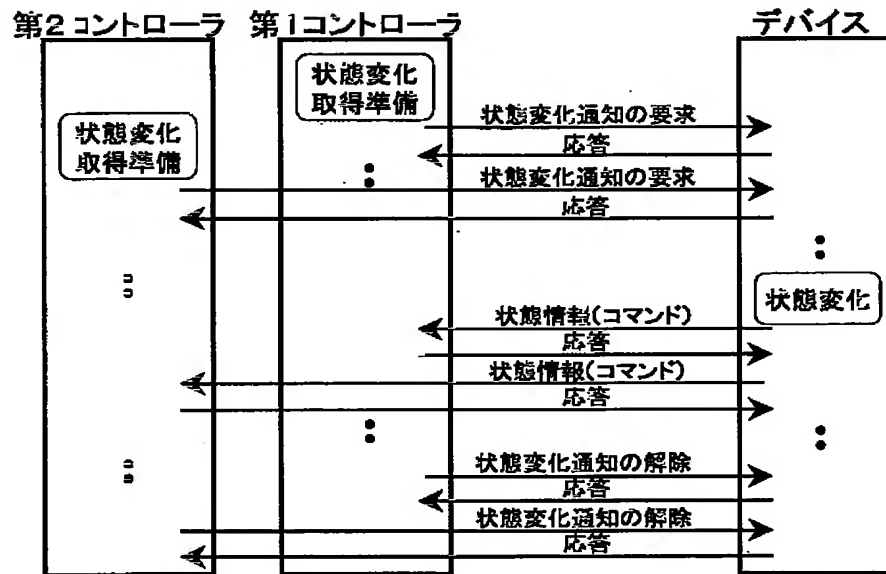 第2コントローラ
第1コントローラ
デバイス
状態変化
取得準備
状態変化通知の要求
応答
状態変化
取得準備
状態変化通知の要求
応答
状態変化
状態情報(コマンド)
応答
状態情報(コマンド)
応答
状態変化通知の解除
応答
状態変化通知の解除
応答